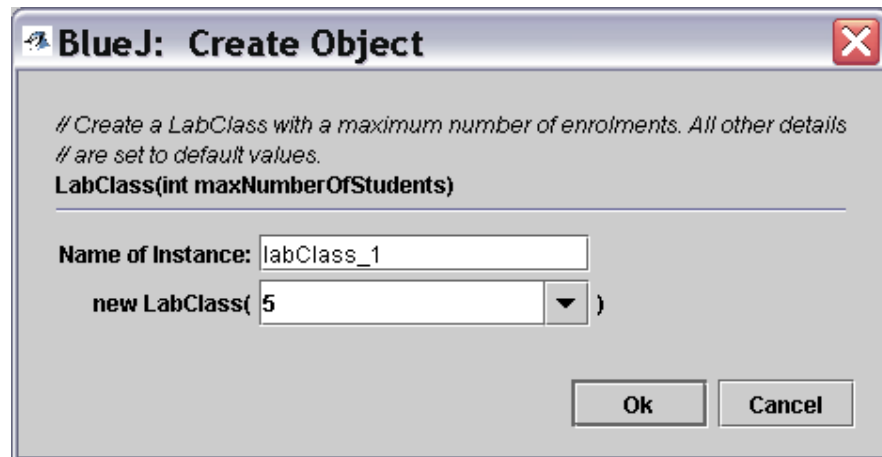 BlueJ: Create Object
// Create a LabClass with a maximum number of enrolments. All other details
// are set to default values.
LabClass(int maxNumberOfStudents)
Name of Instance: labClass_1
new LabClass( 5 )
Ok Cancel